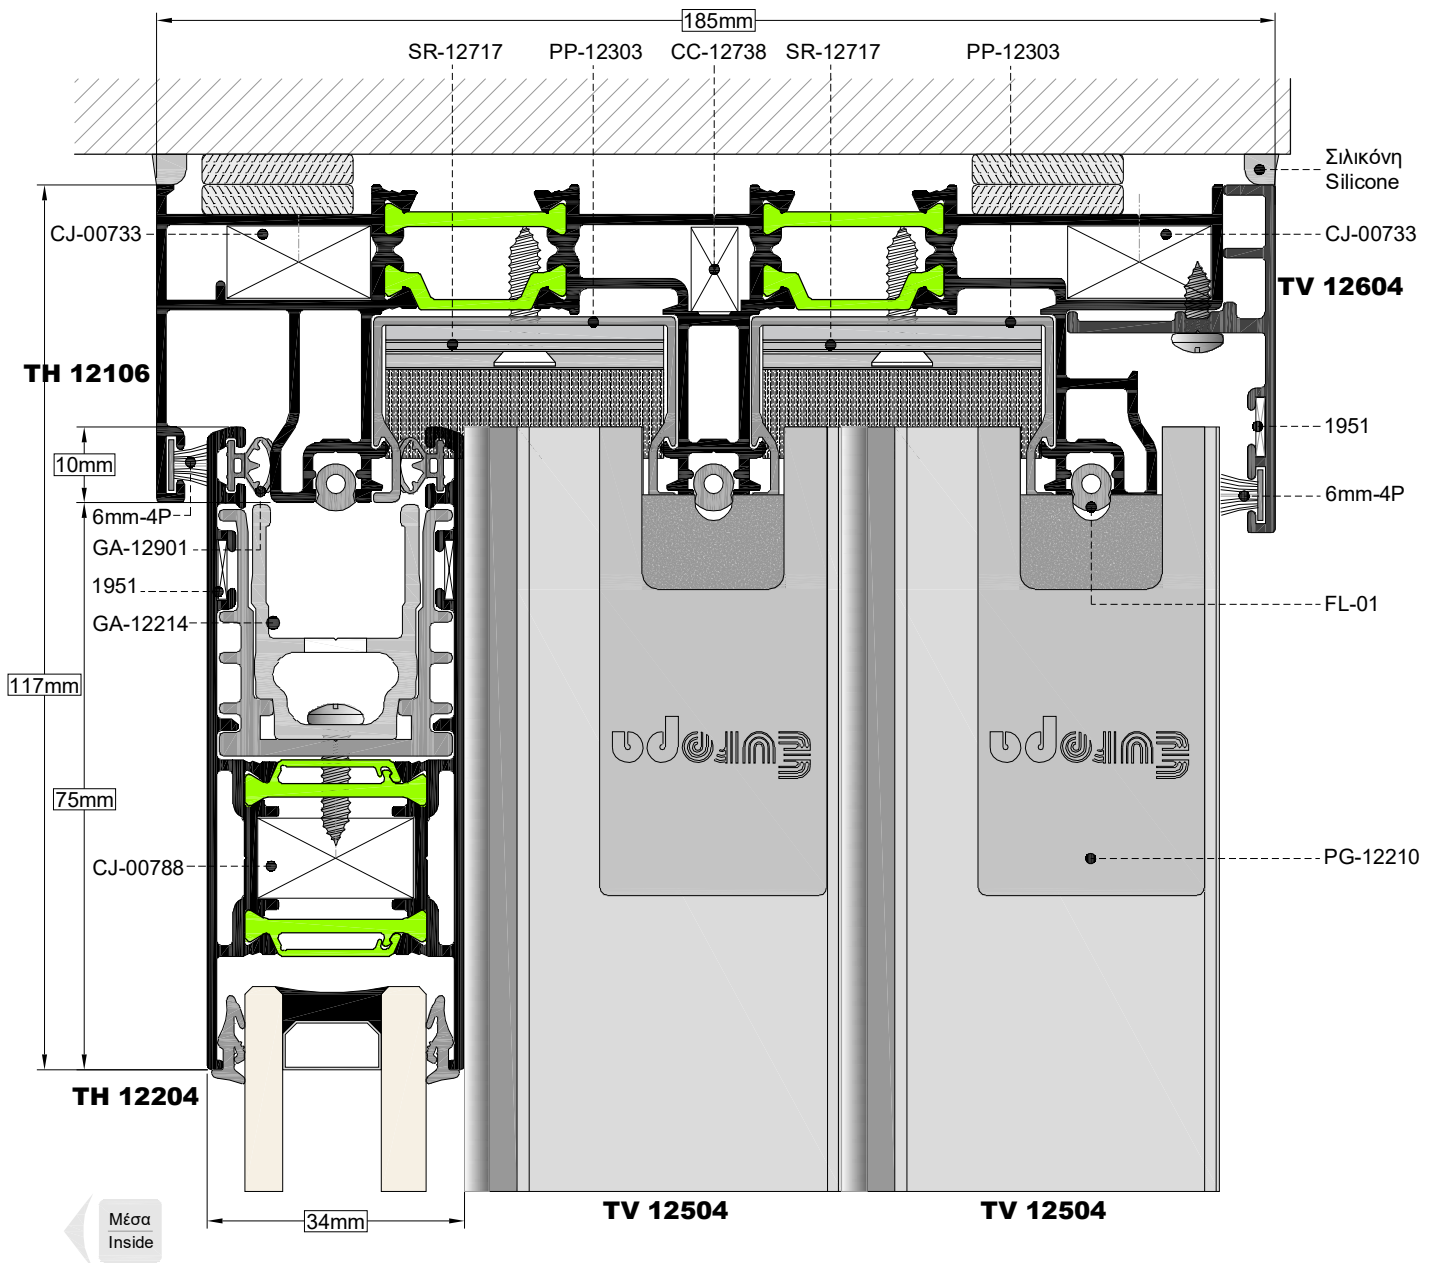 185mm
SR-12717
PP-12303
CC-12738
SR-12717
PP-12303
Σιλικόνη
Silicone
CJ-00733
CJ-00733
TV 12604
TH 12106
1951
10mm
6mm-4P
6mm-4P
GA-12901
1951
FL-01
GA-12214
117mm
europa
europa
75mm
CJ-00788
PG-12210
TH 12204
TV 12504
TV 12504
34mm
Μέσα
Inside